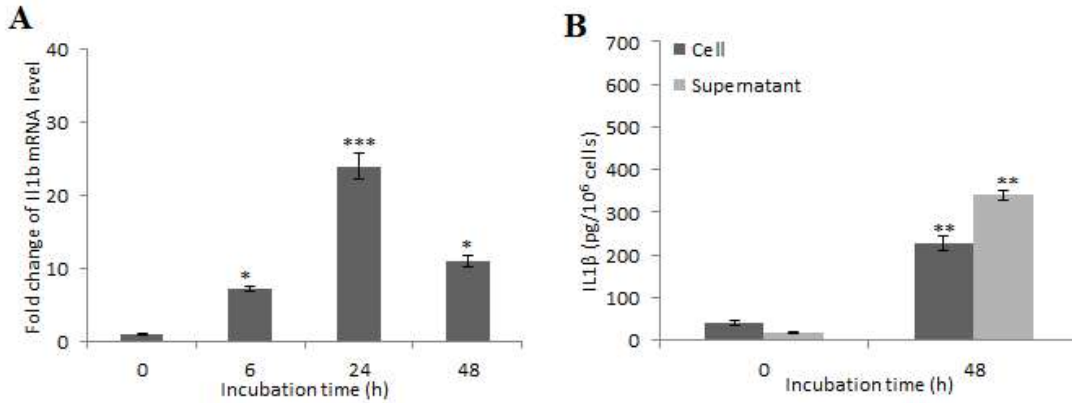 A
Fold change of Il1b mRNA level
40
30
20
10
0
*
***
*
0 6 24 48
Incubation time (h)
B
IL1β (pg/10⁶ cells)
700
600
500
400
300
200
100
0
Cell
Supernatant
**
**
0 48
Incubation time (h)